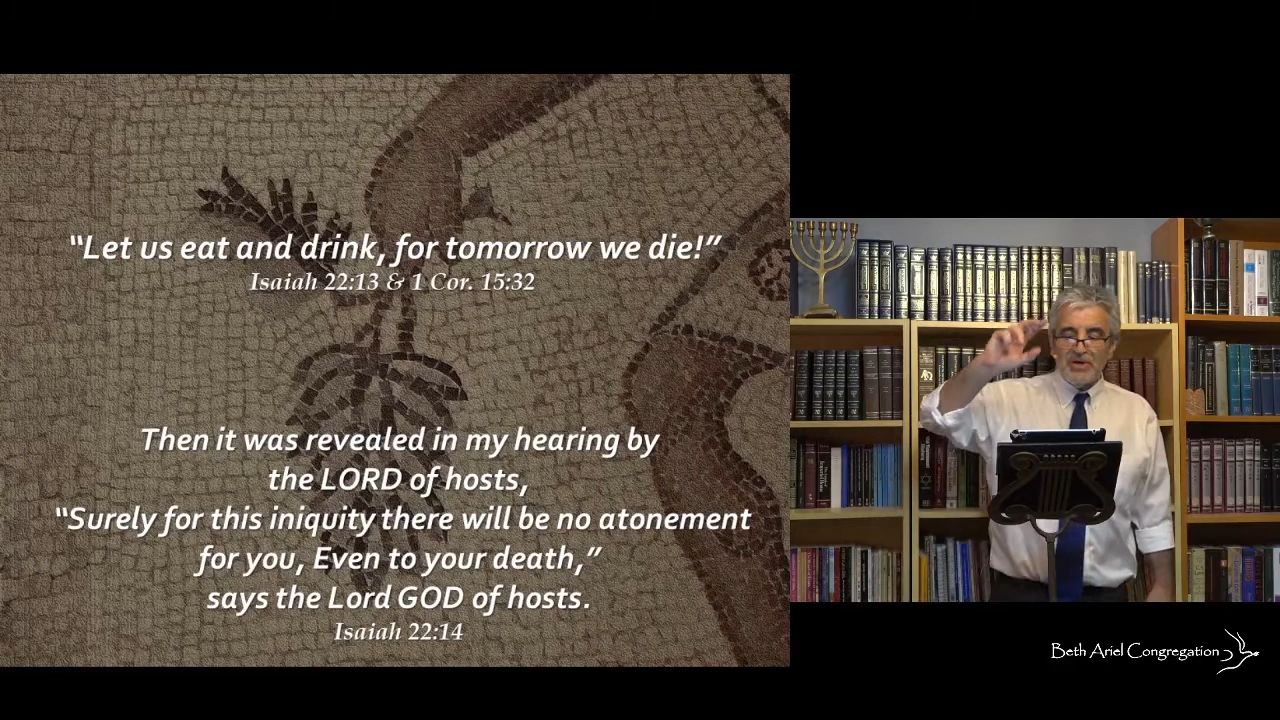 “Let us eat and drink, for tomorrow we die!”
Isaiah 22:13 & 1 Cor. 15:32
Then it was revealed in my hearing by
the LORD of hosts,
“Surely for this iniquity there will be no atonement
for you, Even to your death,”
says the Lord GOD of hosts.
Isaiah 22:14
Beth Ariel Congregation